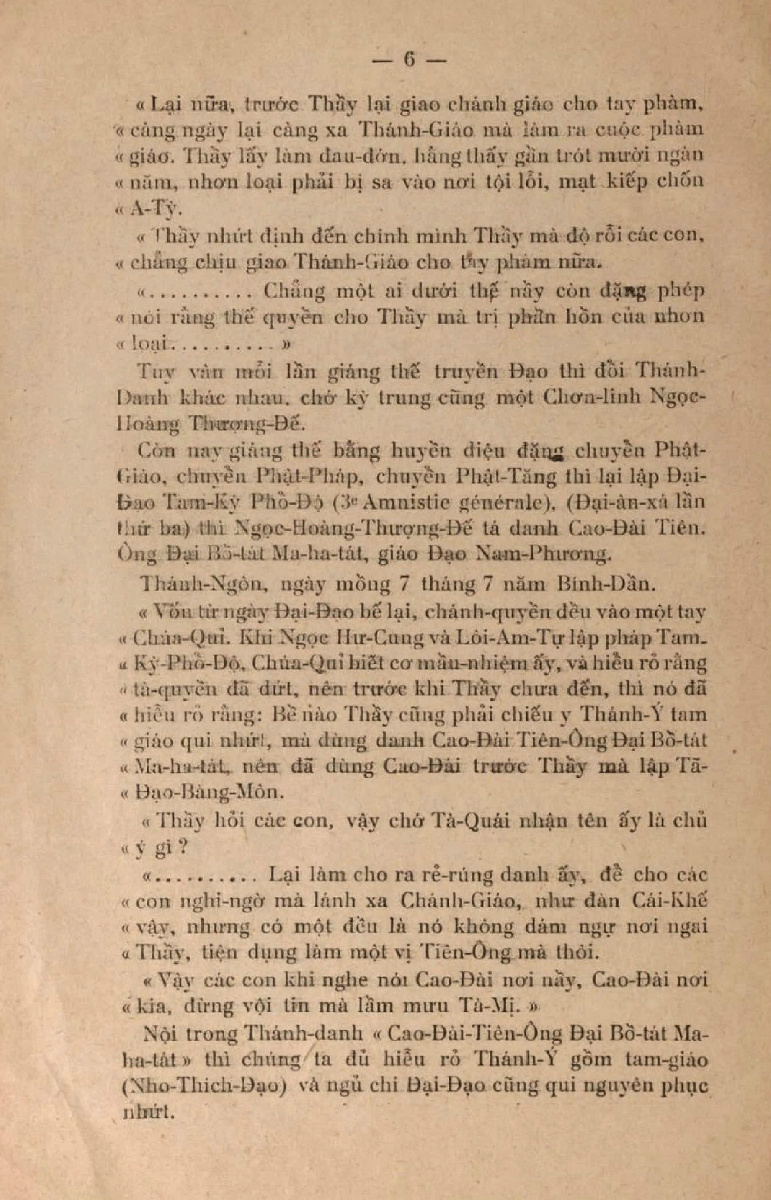 — 6 —
« Lại nữa, trước Thầy lại giao chánh giáo cho tay phàm,
« càng ngày lại càng xa Thánh-Giáo mà làm ra cuộc phàm
« giáo. Thầy lấy làm đau-đớn, hằng thấy gần trót mười ngàn
« năm, nhơn loại phải bị sa vào nơi tội lỗi, mạt kiếp chốn
« A-Tỳ.
« Thầy nhứt định đến chính mình Thầy mà độ rỗi các con,
« chẳng chịu giao Thánh-Giáo cho tay phàm nữa.
« . . . . . . . . . . Chẳng một ai dưới thế nầy còn đặng phép
« nói rằng thế quyền cho Thầy mà trị phần hồn của nhơn
« loại. . . . . . . . . . »
Tuy vân mỗi lần giáng thế truyền Đạo thì đổi Thánh-
Danh khác nhau, chớ kỳ trung cũng một Chơn-linh Ngọc-
Hoàng Thượng-Đế.
Còn nay giáng thế bằng huyền diệu đặng chuyển Phật-
Giáo, chuyển Phật-Pháp, chuyển Phật-Tăng thì lại lập Đại-
Đạo Tam-Kỳ Phổ-Độ (3e Amnistie générale), (Đại-ân-xá lần
thứ ba) thì Ngọc-Hoàng-Thượng-Đế tá danh Cao-Đài Tiên.
Ông Đại Bồ-tát Ma-ha-tát, giáo Đạo Nam-Phương.
Thánh-Ngôn, ngày mồng 7 tháng 7 năm Bính-Dần.
« Vốn từ ngày Đại-Đạo bế lại, chánh-quyền đều vào một tay
« Chúa-Quỉ. Khi Ngọc Hư-Cung và Lôi-Âm-Tự lập pháp Tam.
« Kỳ-Phổ-Độ, Chúa-Quỉ biết cơ mầu-nhiệm ấy, và hiểu rỏ rằng
« tà-quyền đã dứt, nên trước khi Thầy chưa đến, thì nó đã
« hiểu rỏ rằng: Bề nào Thầy cũng phải chiếu y Thánh-Ý tam
« giáo qui nhứt, mà dùng danh Cao-Đài Tiên-Ông Đại Bồ-tát
« Ma-ha-tát, nên đã dùng Cao-Đài trước Thầy mà lập Tã-
« Đạo-Bàng-Môn.
« Thầy hỏi các con, vậy chớ Tà-Quái nhận tên ấy là chủ
« ý gì ?
« . . . . . . . . . . Lại làm cho ra rẻ-rúng danh ấy, để cho các
« con nghi-ngờ mà lánh xa Chánh-Giáo, như đàn Cái-Khế
« vậy, nhưng có một đều là nó không dám ngự nơi ngai
« Thầy, tiện dụng làm một vị Tiên-Ông mà thôi.
« Vậy các con khi nghe nói Cao-Đài nơi nầy, Cao-Đài nơi
« kia, đừng vội tin mà lầm mưu Tà-Mị. »
Nội trong Thánh-danh « Cao-Đài-Tiên-Ông Đại Bồ-tát Ma-
ha-tát » thì chúng ta đủ hiểu rỏ Thánh-Ý gồm tam-giáo
(Nho-Thích-Đạo) và ngủ chi Đại-Đạo cũng qui nguyên phục
nhứt.